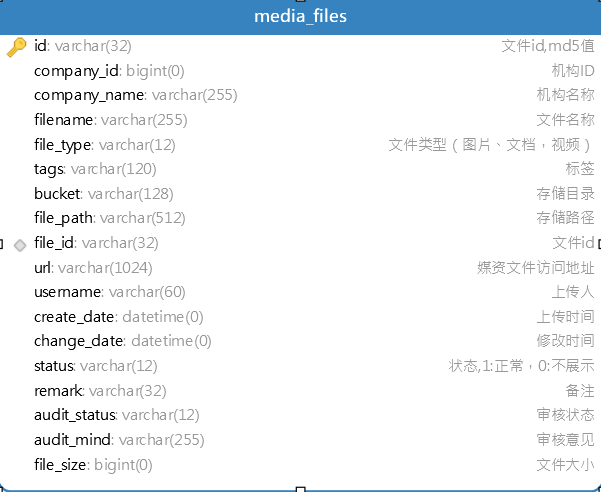 media_files
id: varchar(32) 文件id,md5值
company_id: bigint(0) 机构ID
company_name: varchar(255) 机构名称
filename: varchar(255) 文件名称
file_type: varchar(12) 文件类型（图片、文档，视频）
tags: varchar(120) 标签
bucket: varchar(128) 存储目录
file_path: varchar(512) 存储路径
file_id: varchar(32) 文件id
url: varchar(1024) 媒资文件访问地址
username: varchar(60) 上传人
create_date: datetime(0) 上传时间
change_date: datetime(0) 修改时间
status: varchar(12) 状态,1:正常，0:不展示
remark: varchar(32) 备注
audit_status: varchar(12) 审核状态
audit_mind: varchar(255) 审核意见
file_size: bigint(0) 文件大小